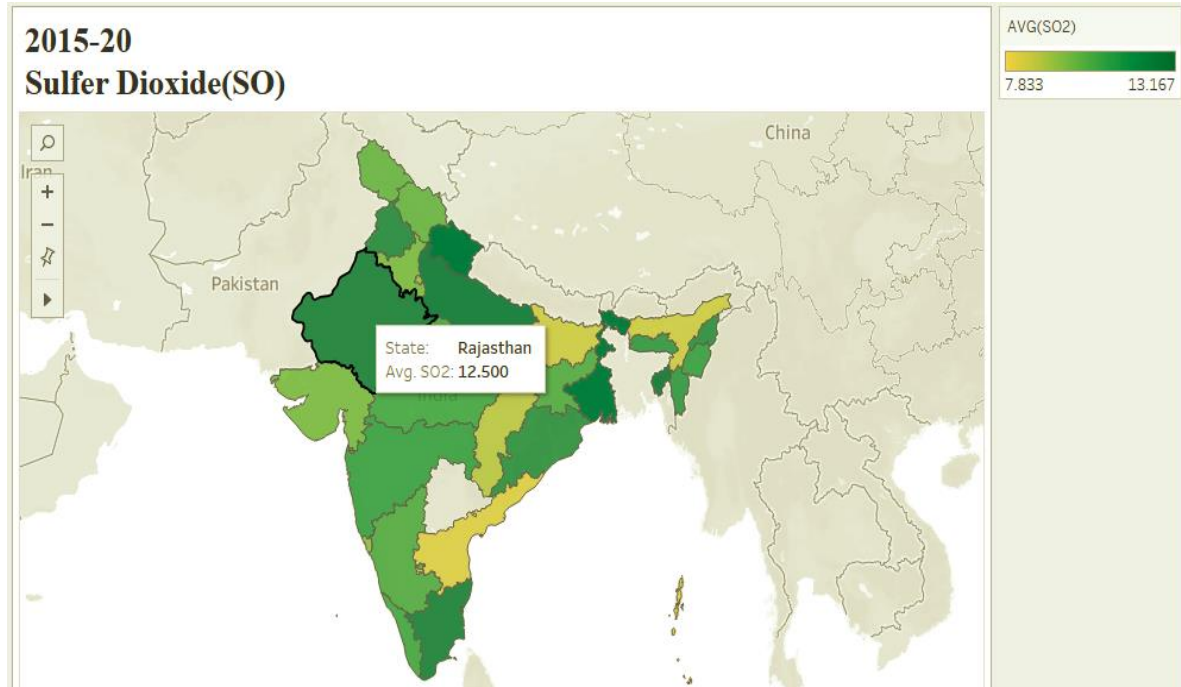 2015-20
Sulfer Dioxide(SO)
AVG(SO2)
7.833 13.167
China
Iran
Pakistan
State: Rajasthan
Avg. SO2: 12.500
India